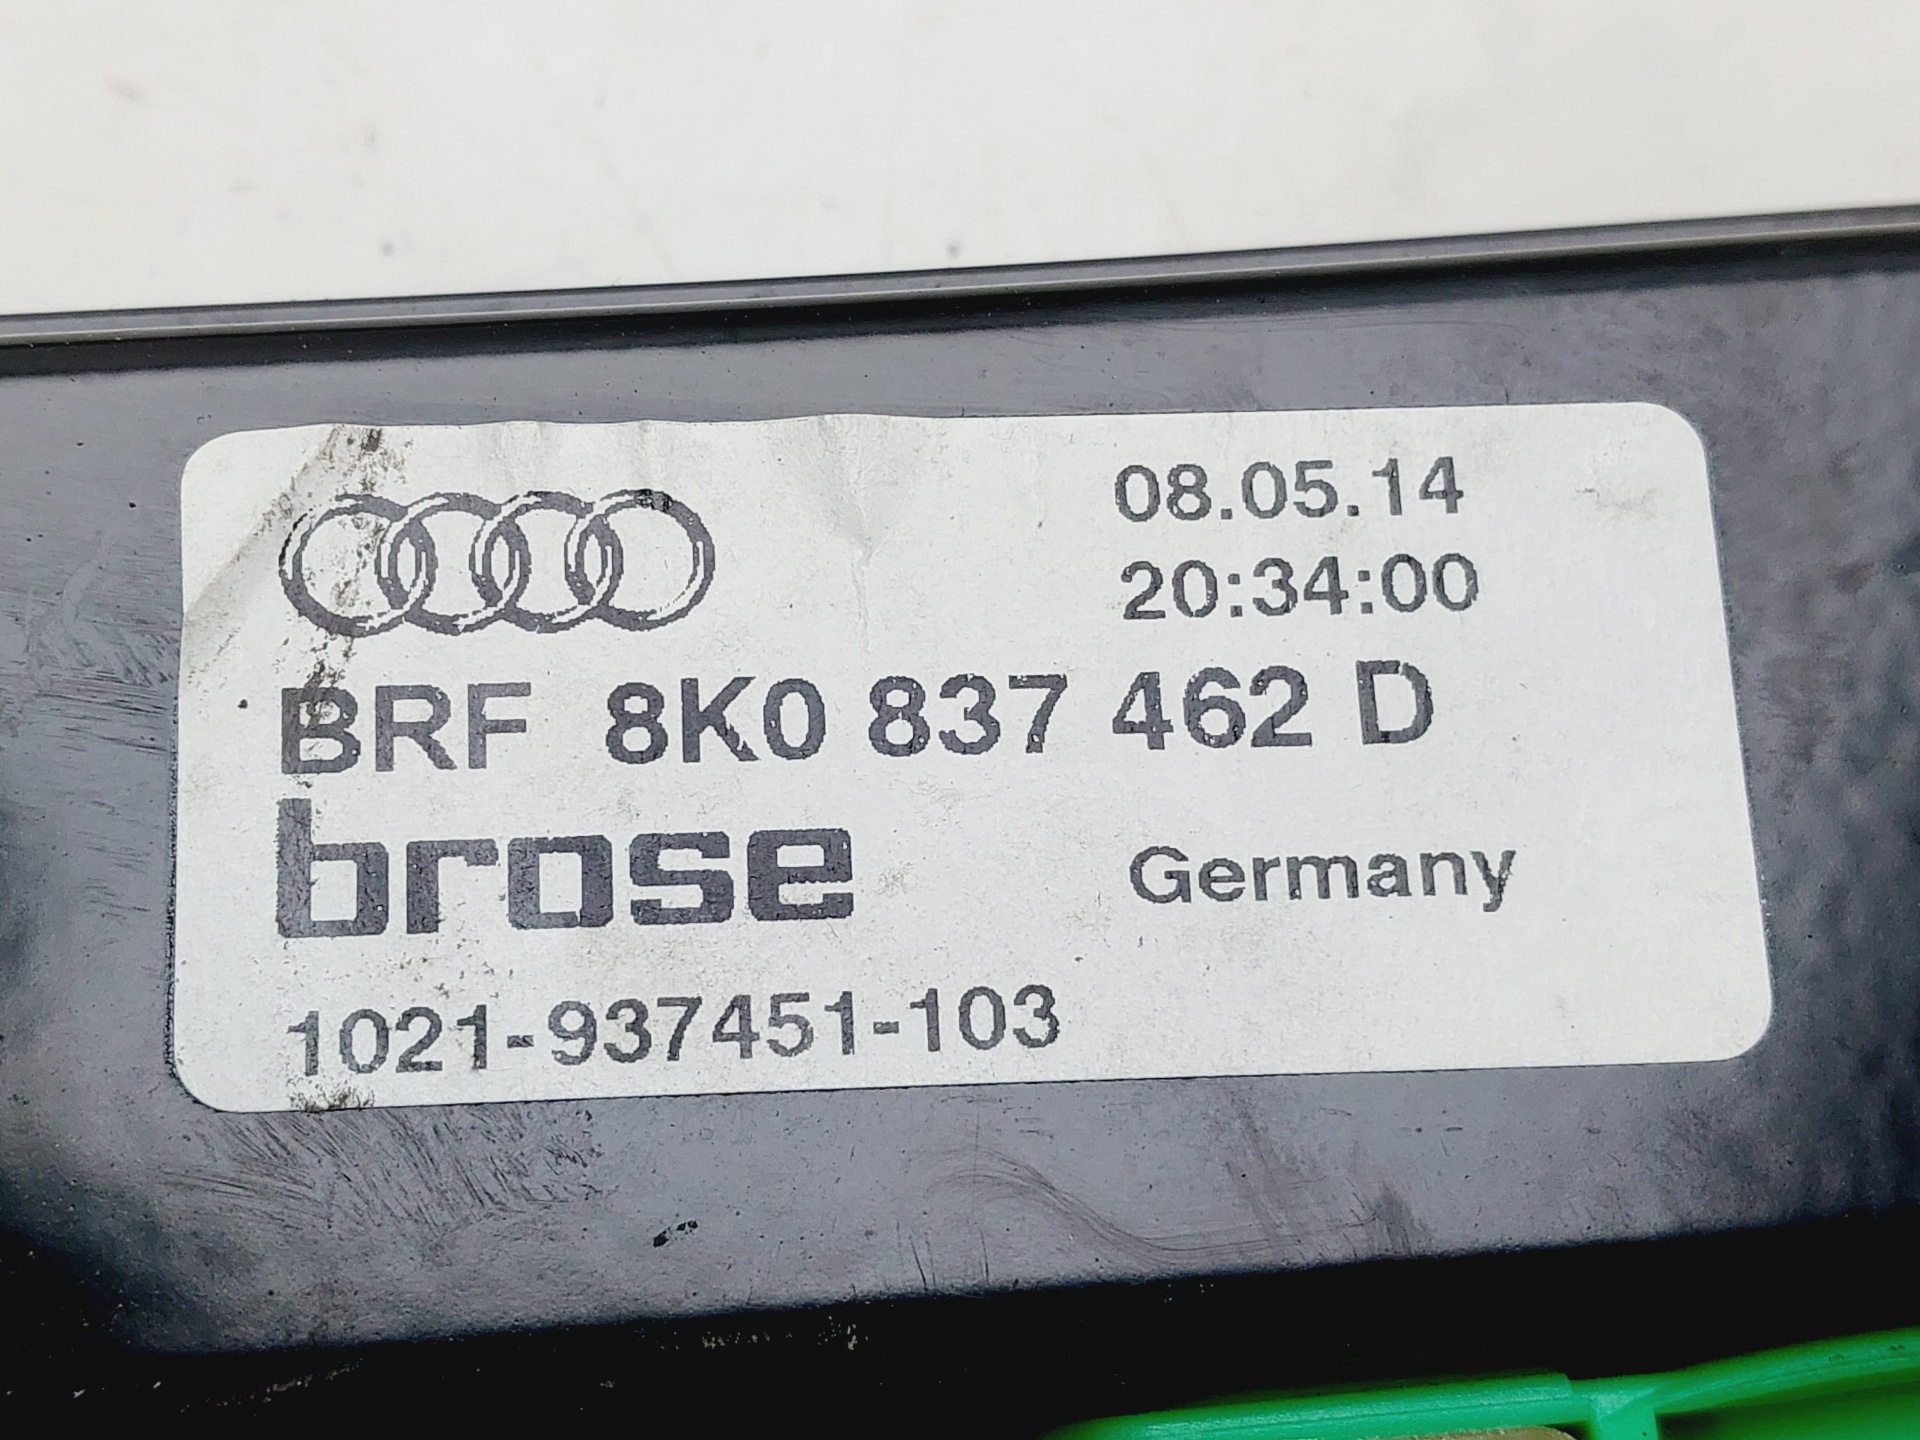 08.05.14
20:34:00
BRF 8K0 837 462 D
brose Germany
1021-937451-103